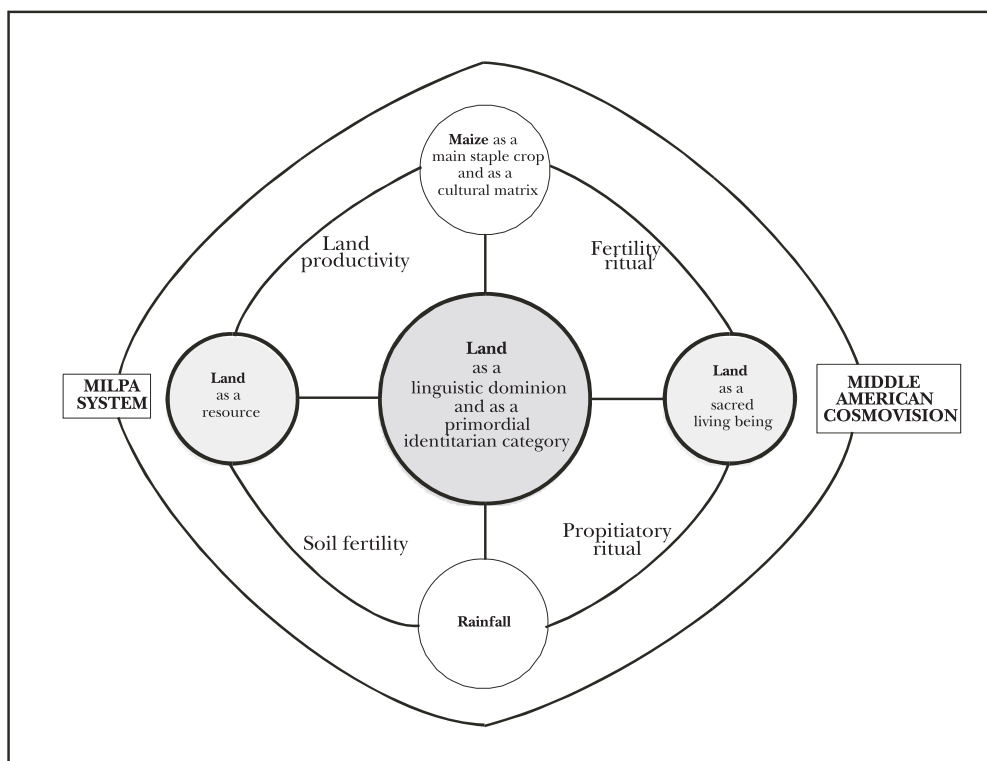 Maize as a
main staple crop
and as a
cultural matrix
Land
productivity
Fertility
ritual
MILPA
SYSTEM
Land
as a
resource
Land
as a
linguistic dominion
and as a
primordial
identitarian category
Land
as a
sacred
living being
MIDDLE
AMERICAN
COSMOVISION
Soil fertility
Propitiatory
ritual
Rainfall